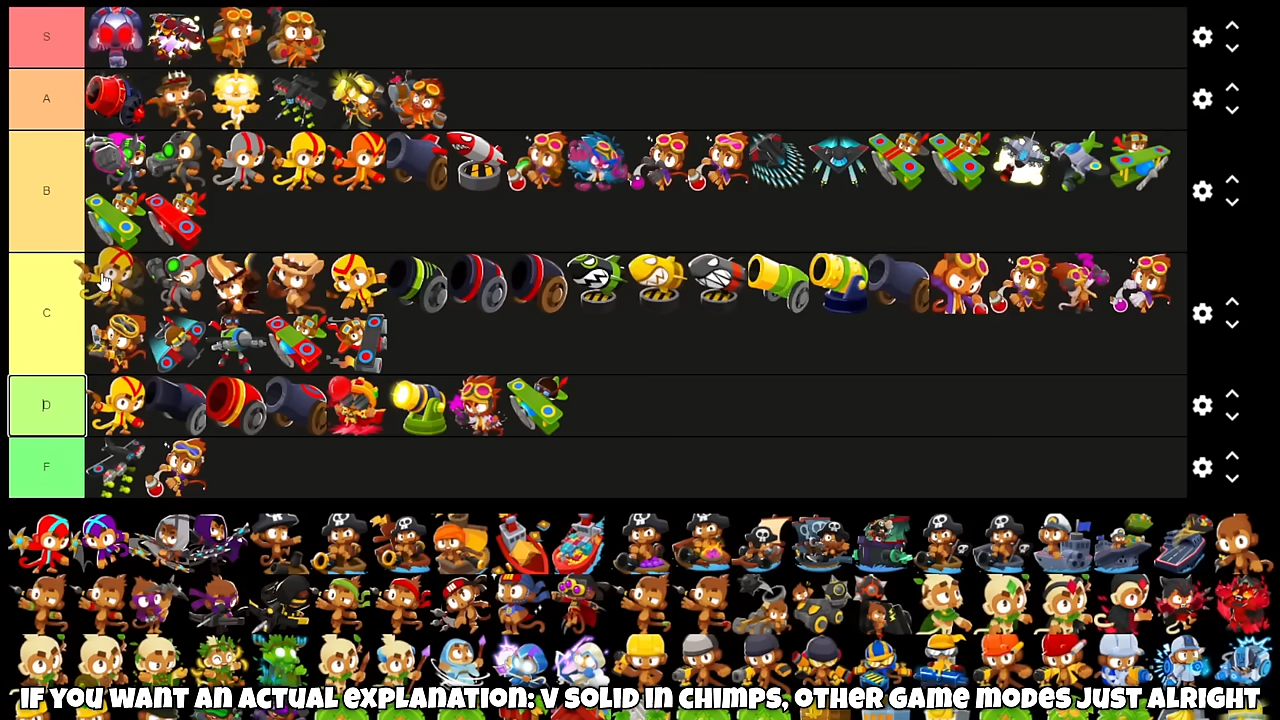 S
A
B
C
D
F
IF YOU WANT AN ACTUAL EXPLANATION: V SOLID IN CHIMPS, OTHER GAME MODES JUST ALRIGHT